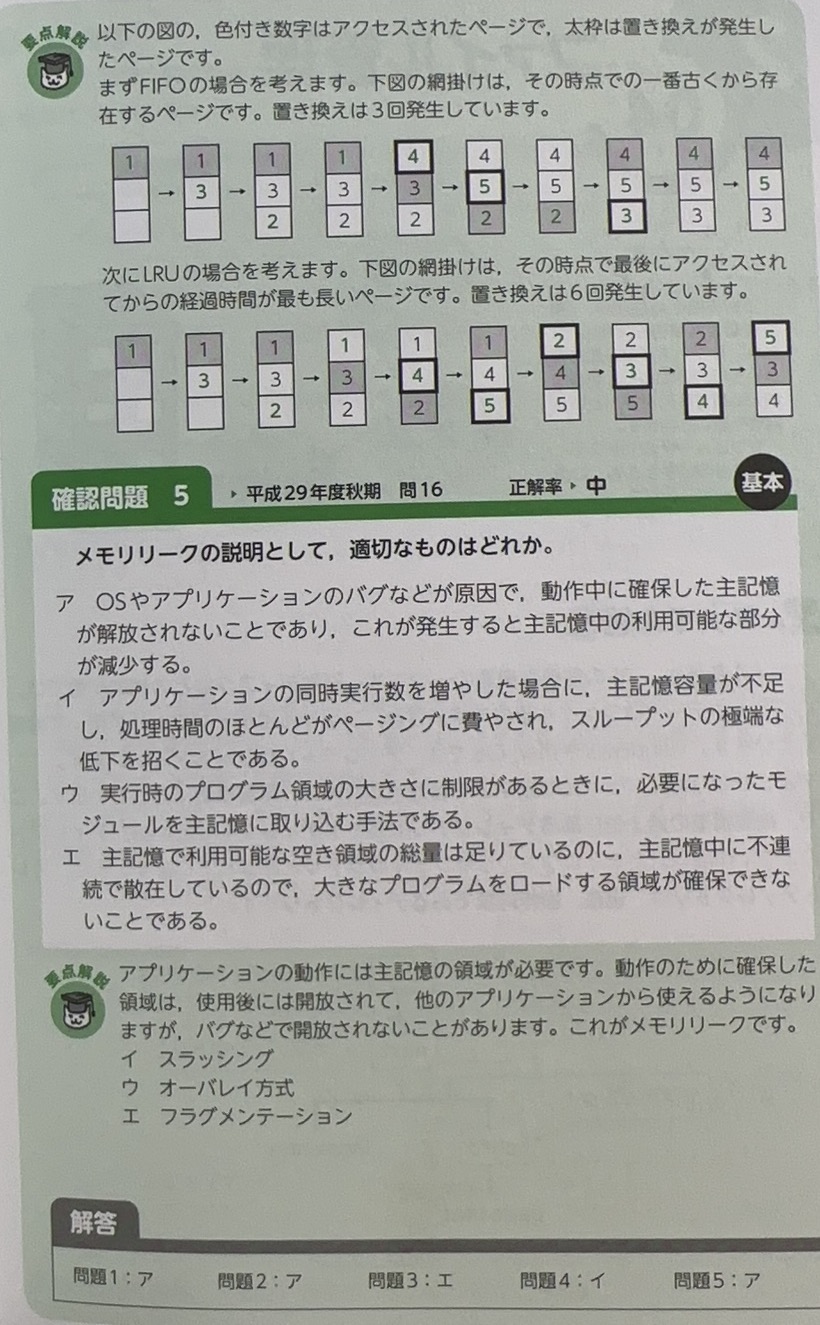 要点解説
以下の図の，色付き数字はアクセスされたページで，太枠は置き換えが発生し
たページです。
まずFIFOの場合を考えます。下図の網掛けは，その時点での一番古くから存
在するページです。置き換えは3回発生しています。
1 1 1 1 4 4 4 4 4 4
→ 3 → 3 → 3 → 3 → 5 → 5 → 5 → 5 → 5
2 2 2 2 2 3 3 3
次にLRUの場合を考えます。下図の網掛けは，その時点で最後にアクセスされ
てからの経過時間が最も長いページです。置き換えは6回発生しています。
1 1 1 1 1 1 2 2 2 5
→ 3 → 3 → 3 → 4 → 4 → 4 → 3 → 3 → 3
2 2 2 5 5 5 4 4
確認問題 5 ▸ 平成29年度秋期 問16 正解率 ▸ 中 基本
メモリリークの説明として，適切なものはどれか。
ア OSやアプリケーションのバグなどが原因で，動作中に確保した主記憶
が解放されないことであり，これが発生すると主記憶中の利用可能な部分
が減少する。
イ アプリケーションの同時実行数を増やした場合に，主記憶容量が不足
し，処理時間のほとんどがページングに費やされ，スループットの極端な
低下を招くことである。
ウ 実行時のプログラム領域の大きさに制限があるときに，必要になったモ
ジュールを主記憶に取り込む手法である。
エ 主記憶で利用可能な空き領域の総量は足りているのに，主記憶中に不連
続で散在しているので，大きなプログラムをロードする領域が確保できな
いことである。
要点解説
アプリケーションの動作には主記憶の領域が必要です。動作のために確保した
領域は，使用後には開放されて，他のアプリケーションから使えるようになり
ますが，バグなどで開放されないことがあります。これがメモリリークです。
イ スラッシング
ウ オーバレイ方式
エ フラグメンテーション
解答
問題1：ア 問題2：ア 問題3：エ 問題4：イ 問題5：ア